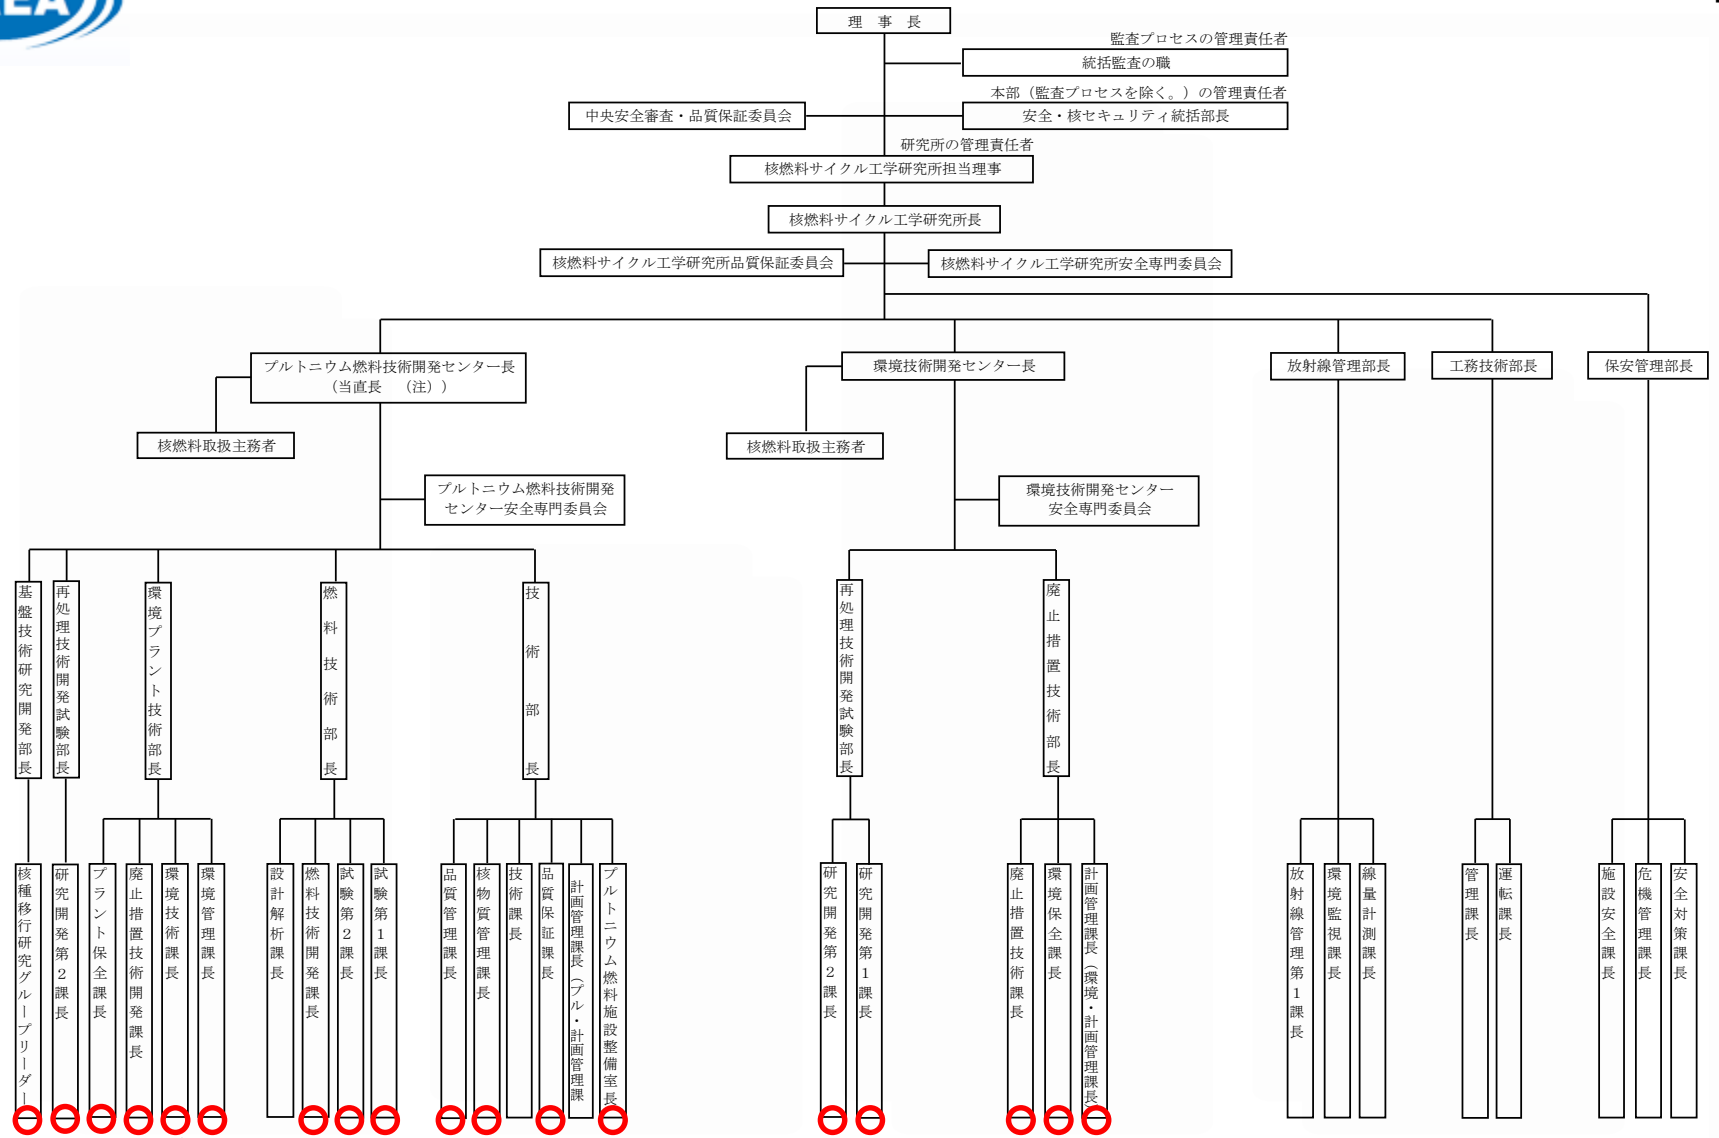 EA
理　事　長
監査プロセスの管理責任者
統括監査の職
本部（監査プロセスを除く。）の管理責任者
中央安全審査・品質保証委員会
安全・核セキュリティ統括部長
研究所の管理責任者
核燃料サイクル工学研究所担当理事
核燃料サイクル工学研究所長
核燃料サイクル工学研究所品質保証委員会
核燃料サイクル工学研究所安全専門委員会
プルトニウム燃料技術開発センター長
（当直長　（注））
環境技術開発センター長
放射線管理部長
工務技術部長
保安管理部長
核燃料取扱主務者
核燃料取扱主務者
プルトニウム燃料技術開発
センター安全専門委員会
環境技術開発センター
安全専門委員会
基盤技術研究開発部長
再処理技術開発試験部長
環境プラント技術部長
燃料技術部長
技術部長
再処理技術開発試験部長
廃止措置技術部長
核種移行研究グループリーダー
研究開発第２課長
プラント保全課長
廃止措置技術開発課長
環境技術課長
環境管理課長
設計解析課長
燃料技術開発課長
試験第２課長
試験第１課長
品質管理課長
核物質管理課長
技術課長
品質保証課長
計画管理課長（プル・計画管理課
プルトニウム燃料施設整備室長
研究開発第２課長
研究開発第１課長
廃止措置技術課長
環境保全課長
計画管理課長（環境・計画管理課長）
放射線管理第１課長
環境監視課長
線量計測課長
管理課長
運転課長
施設安全課長
危機管理課長
安全対策課長